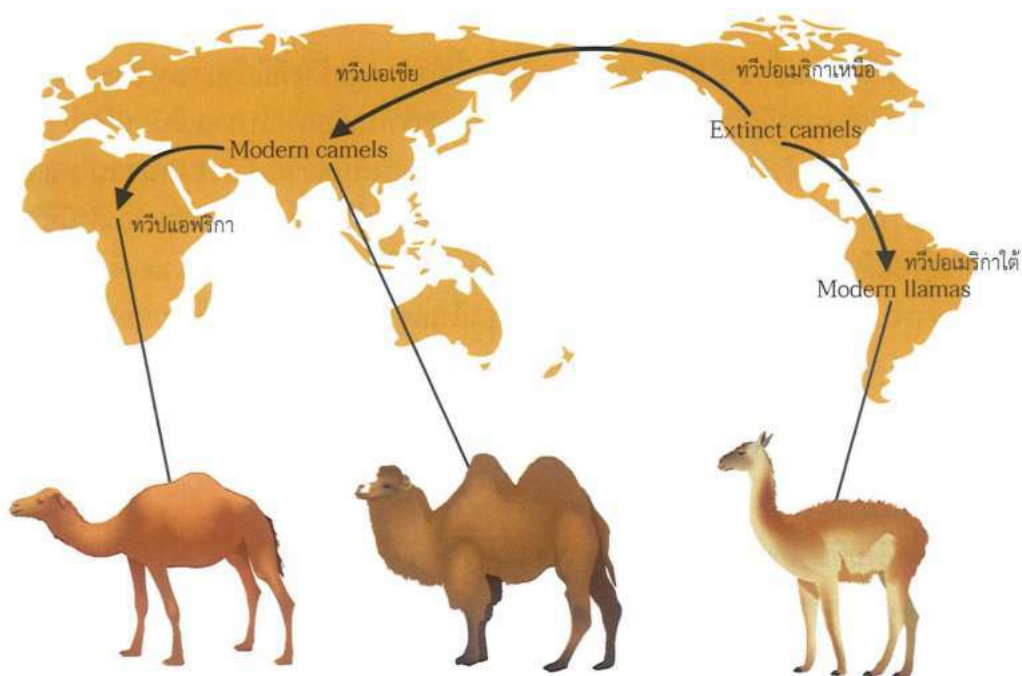 ทวีปเอเชีย
ทวีปอเมริกาเหนือ
Extinct camels
Modern camels
ทวีปแอฟริกา
ทวีปอเมริกาใต้
Modern llamas